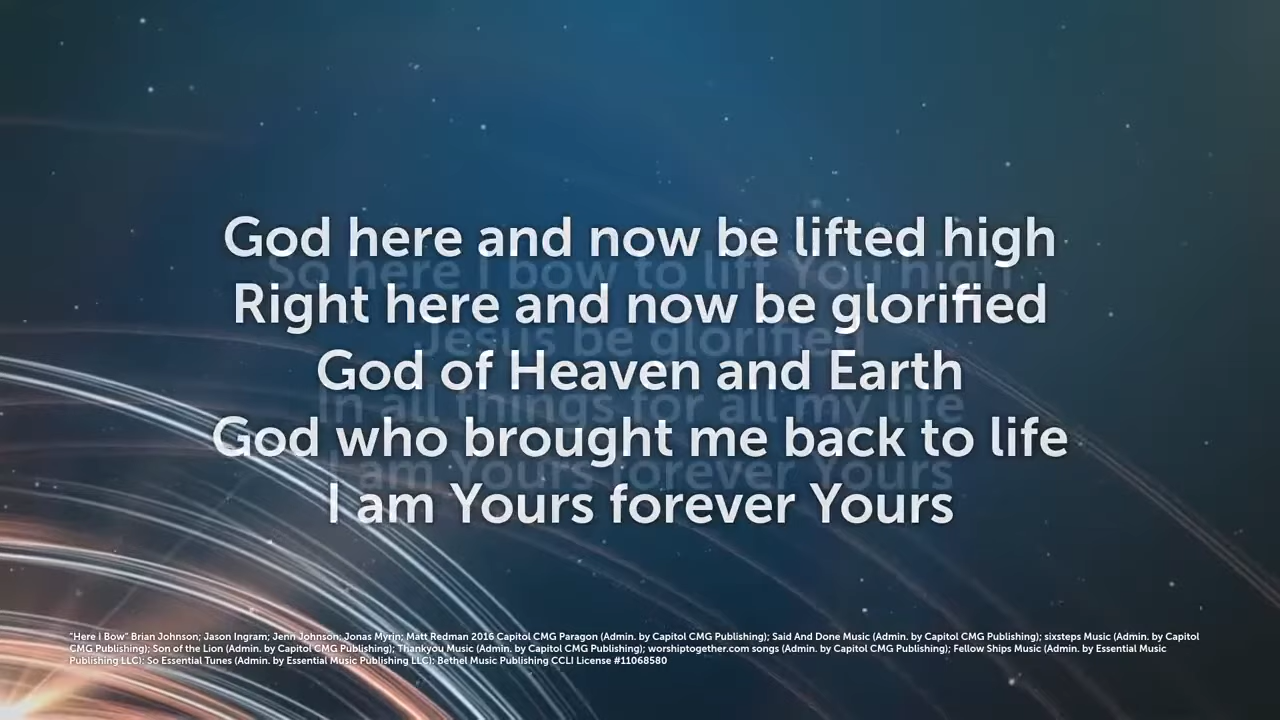 God here and now be lifted high
So here I bow to lift You high
Right here and now be glorified
Jesus be glorified
God of Heaven and Earth
In all things for all my life
God who brought me back to life
I am Yours forever Yours
I am Yours forever Yours
"Here I Bow" Brian Johnson; Jason Ingram; Jenn Johnson; Jonas Myrin; Matt Redman 2016 Capitol CMG Paragon (Admin. by Capitol CMG Publishing); Said And Done Music (Admin. by Capitol CMG Publishing); sixsteps Music (Admin. by Capitol
CMG Publishing); Son of the Lion (Admin. by Capitol CMG Publishing); Thankyou Music (Admin. by Capitol CMG Publishing); worshiptogether.com songs (Admin. by Capitol CMG Publishing); Fellow Ships Music (Admin. by Essential Music
Publishing LLC); So Essential Tunes (Admin. by Essential Music Publishing LLC); Bethel Music Publishing CCLI License #11068580